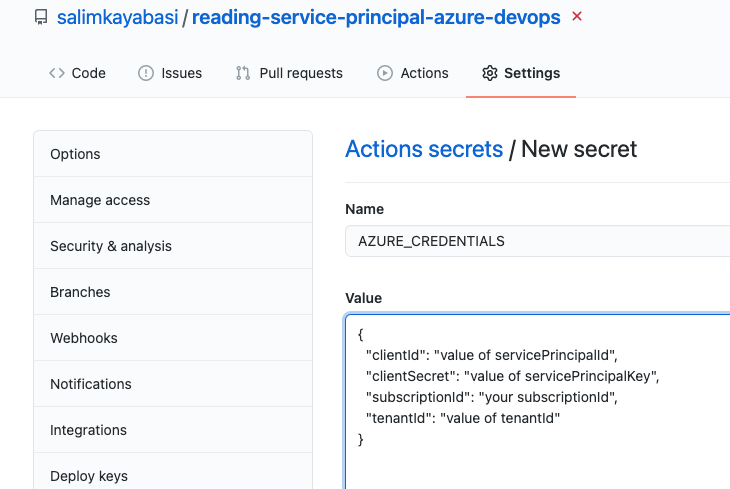 salimkayabasi / reading-service-principal-azure-devops
Code Issues Pull requests Actions Settings
Options
Manage access
Security & analysis
Branches
Webhooks
Notifications
Integrations
Deploy keys
Actions secrets / New secret
Name
AZURE_CREDENTIALS
Value
{
"clientId": "value of servicePrincipalId",
"clientSecret": "value of servicePrincipalKey",
"subscriptionId": "your subscriptionId",
"tenantId": "value of tenantId"
}